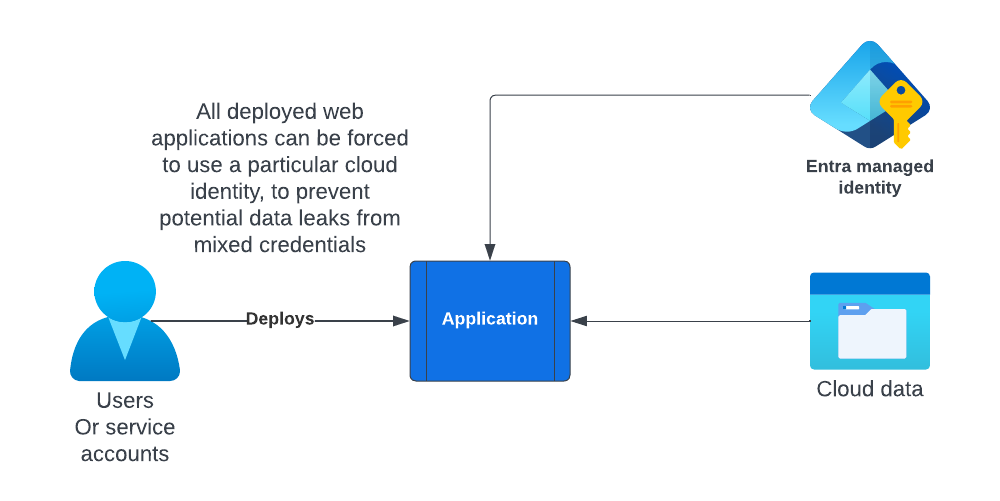 All deployed web
applications can be forced
to use a particular cloud
identity, to prevent
potential data leaks from
mixed credentials
Entra managed
identity
Deploys
Application
Users
Or service
accounts
Cloud data